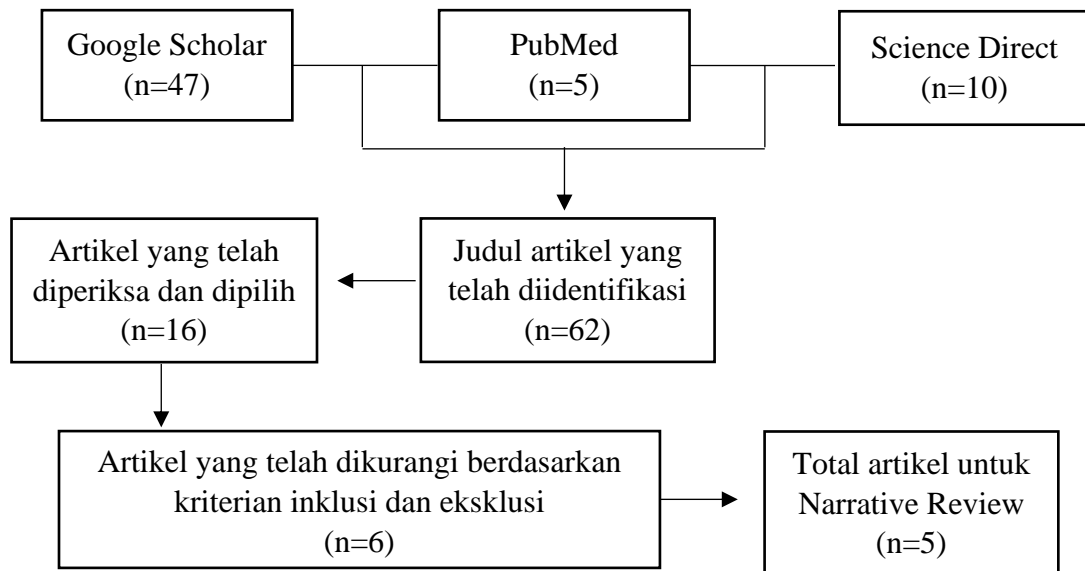 Google Scholar
(n=47)
PubMed
(n=5)
Science Direct
(n=10)
Artikel yang telah
diperiksa dan dipilih
(n=16)
Judul artikel yang
telah diidentifikasi
(n=62)
Artikel yang telah dikurangi berdasarkan
kriterian inklusi dan eksklusi
(n=6)
Total artikel untuk
Narrative Review
(n=5)